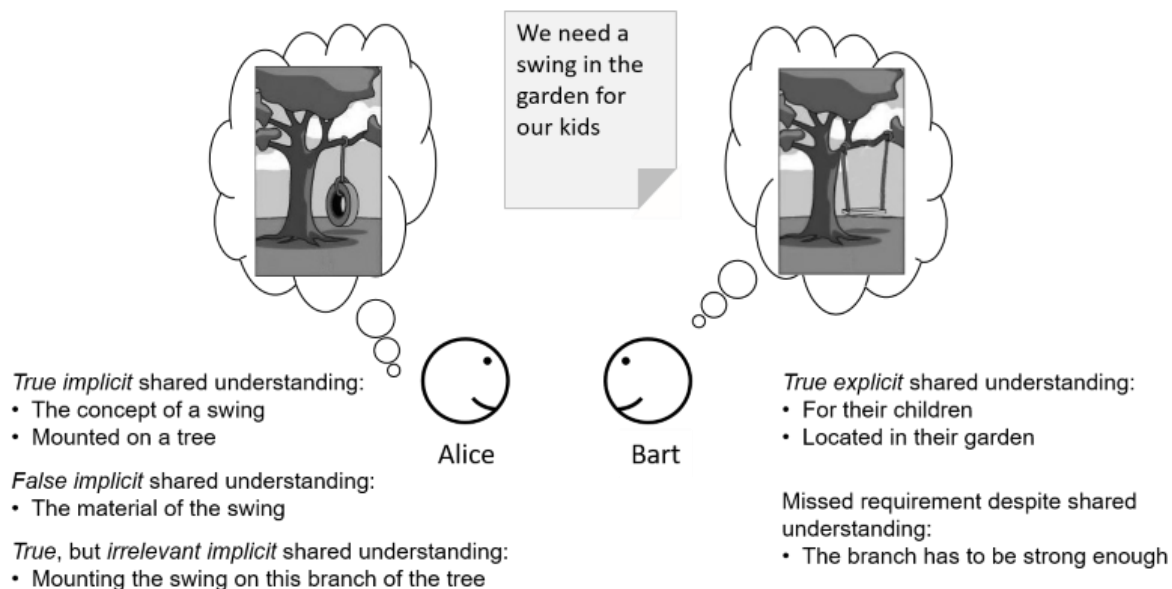 We need a
swing in the
garden for
our kids
Alice
Bart
True implicit shared understanding:
• The concept of a swing
• Mounted on a tree
False implicit shared understanding:
• The material of the swing
True, but irrelevant implicit shared understanding:
• Mounting the swing on this branch of the tree
True explicit shared understanding:
• For their children
• Located in their garden
Missed requirement despite shared
understanding:
• The branch has to be strong enough